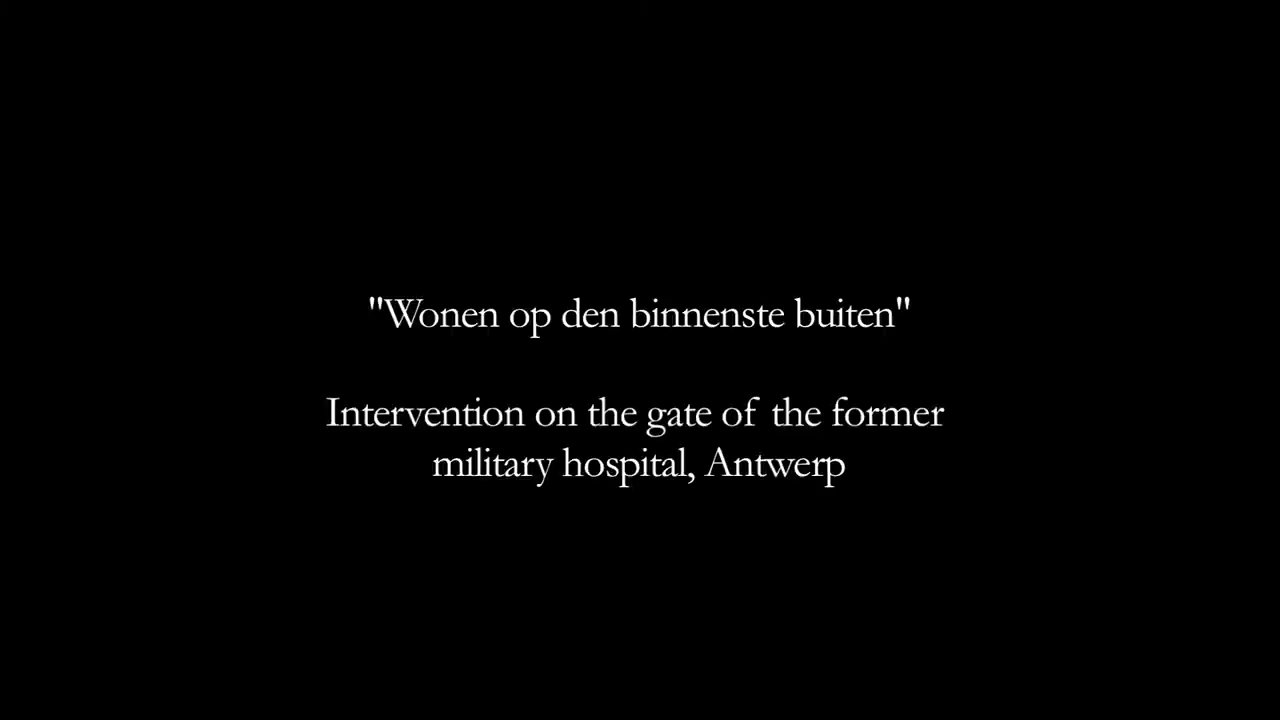 "Wonen op den binnenste buiten"
Intervention on the gate of the former
military hospital, Antwerp